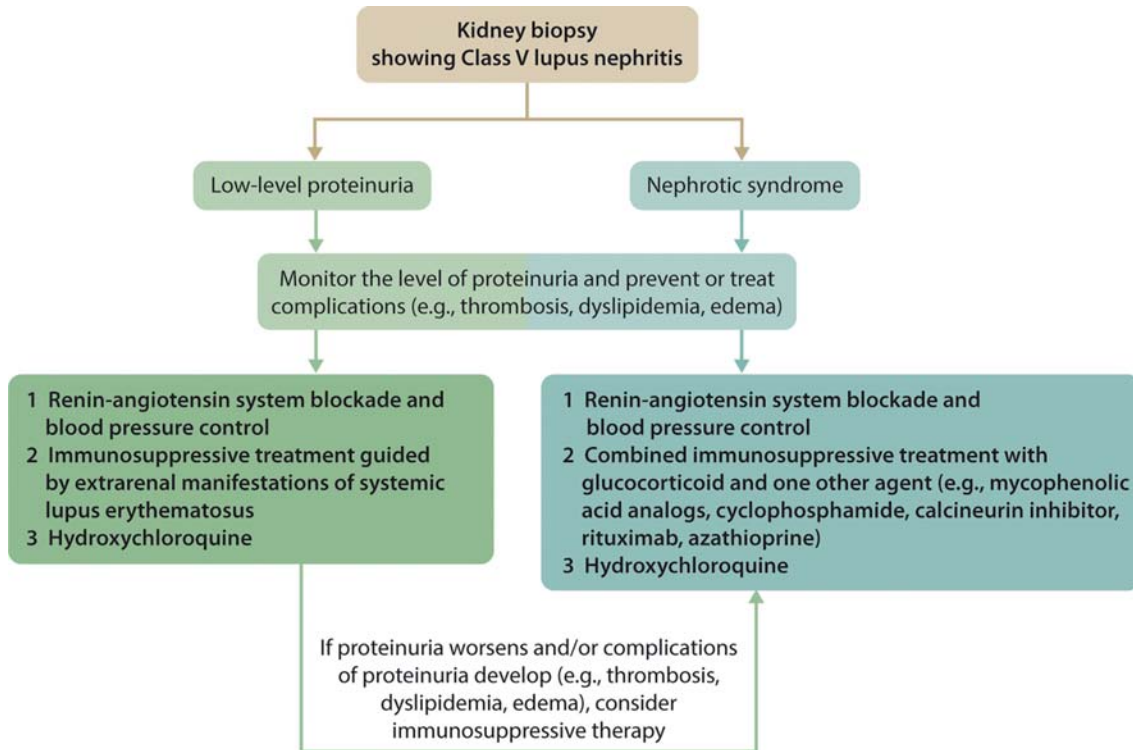 Kidney biopsy
showing Class V lupus nephritis
Low-level proteinuria
Nephrotic syndrome
Monitor the level of proteinuria and prevent or treat
complications (e.g., thrombosis, dyslipidemia, edema)
1 Renin-angiotensin system blockade and
blood pressure control
2 Immunosuppressive treatment guided
by extrarenal manifestations of systemic
lupus erythematosus
3 Hydroxychloroquine
1 Renin-angiotensin system blockade and
blood pressure control
2 Combined immunosuppressive treatment with
glucocorticoid and one other agent (e.g., mycophenolic
acid analogs, cyclophosphamide, calcineurin inhibitor,
rituximab, azathioprine)
3 Hydroxychloroquine
If proteinuria worsens and/or complications
of proteinuria develop (e.g., thrombosis,
dyslipidemia, edema), consider
immunosuppressive therapy